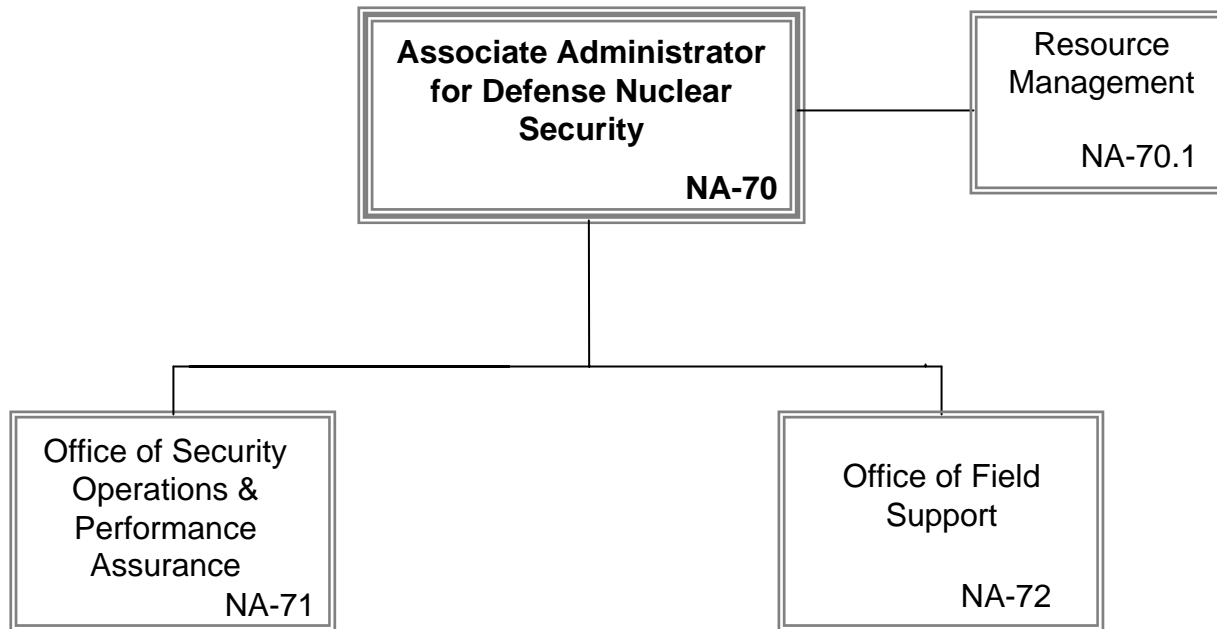 Associate Administrator
for Defense Nuclear
Security
NA-70
Resource
Management
NA-70.1
Office of Security
Operations &
Performance
Assurance
NA-71
Office of Field
Support
NA-72